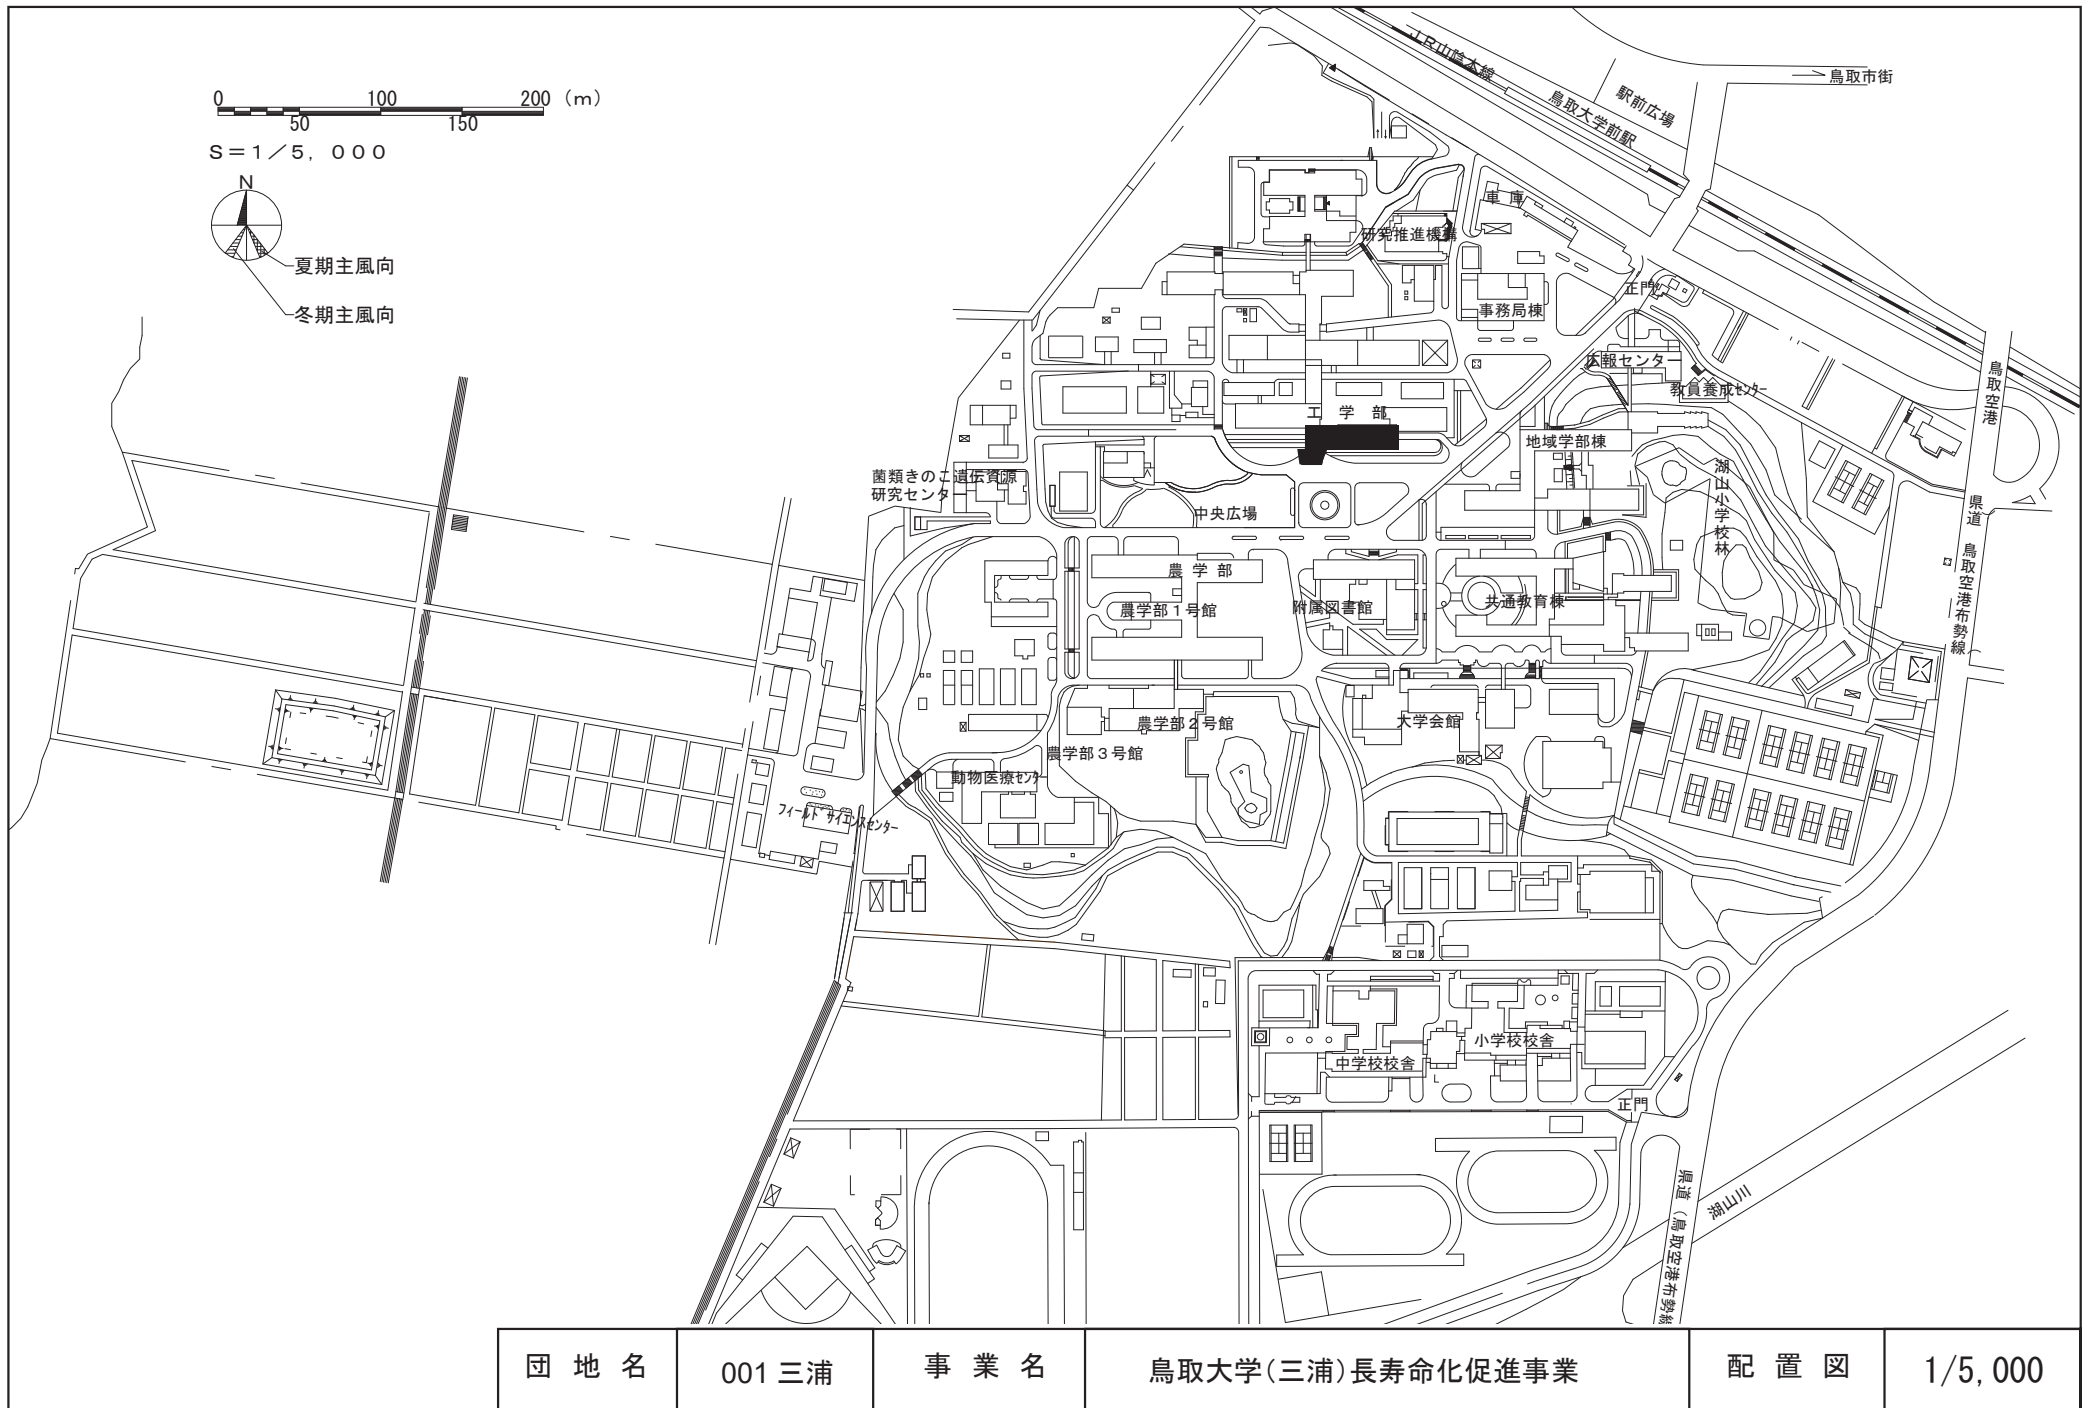 0 100 200 (m)
50 150
S=1/5,000
N
夏期主風向
冬期主風向
JR山陰本線
鳥取大学前駅
駅前広場
鳥取市街
車庫
研究推進機構
事務局棟
正門
広報センター
教員養成センター
鳥取空港
工学部
地域学部棟
湖山小学校林
県道 鳥取空港布勢線
菌類きのこ遺伝資源
研究センター
中央広場
農学部
農学部1号館
附属図書館
共通教育棟
農学部2号館
大学会館
農学部3号館
動物医療センター
フィールドサイエンスセンター
中学校校舎
小学校校舎
正門
県道(鳥取空港布勢線
湖山川
団地名 001三浦 事業名 鳥取大学(三浦)長寿命化促進事業 配置図 1/5,000